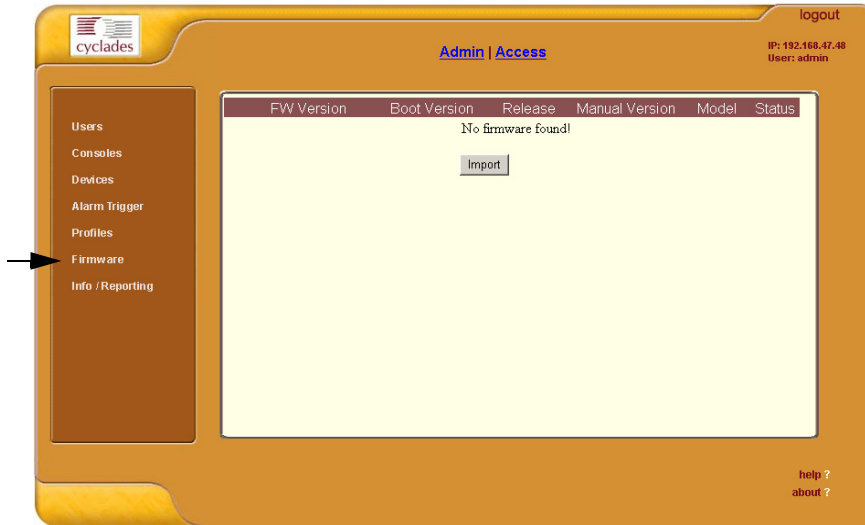 logout
cyclades
Admin | Access
IP: 192.168.47.48
User: admin
FW Version Boot Version Release Manual Version Model Status
No firmware found!
Import
Users
Consoles
Devices
Alarm Trigger
Profiles
Firmware
Info / Reporting
help ?
about ?